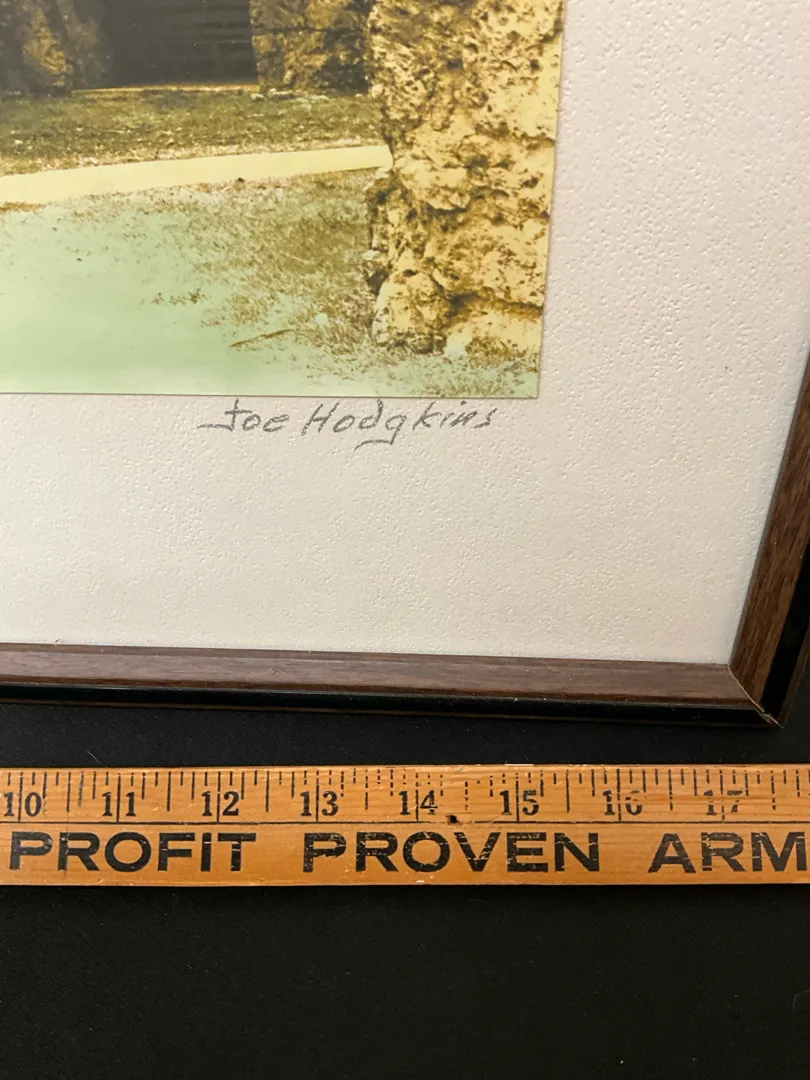 Joe Hodgkins
10 11 12 13 14 15 16 17
PROFIT PROVEN ARM